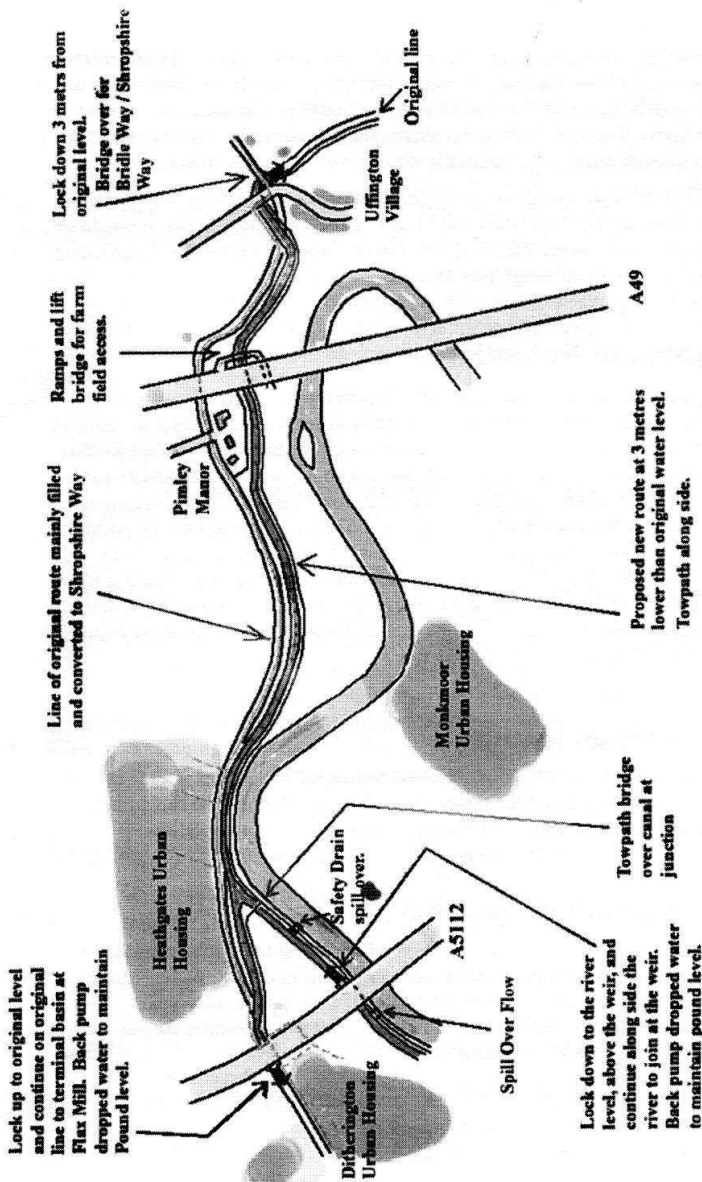 Lock up to original level
and continue on original
line to terminal basin at
Flax Mill. Back pump
dropped water to maintain
Pound level.
Line of original route mainly filled
and converted to Shropshire Way
Ramps and lift
bridge for farm
field access.
Lock down 3 metrs from
original level.
Bridge over for
Bridle Way / Shropshire
Way
Heathgates Urban
Housing
Pimley
Manor
Original line
Uffington
Village
Ditherington
Urban Housing
Safety Drain
spill over.
A5112
Monkmoor
Urban Housing
A49
Spill Over Flow
Lock down to the river
level, above the weir, and
continue along side the
river to join at the weir.
Back pump dropped water
to maintain pound level.
Towpath bridge
over canal at
junction
Proposed new route at 3 metres
lower than original water level.
Towpath along side.